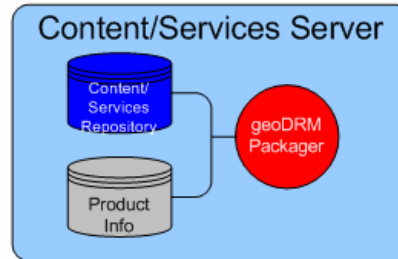 Content/Services Server
Content/
Services
Repository
geoDRM
Packager
Product
Info